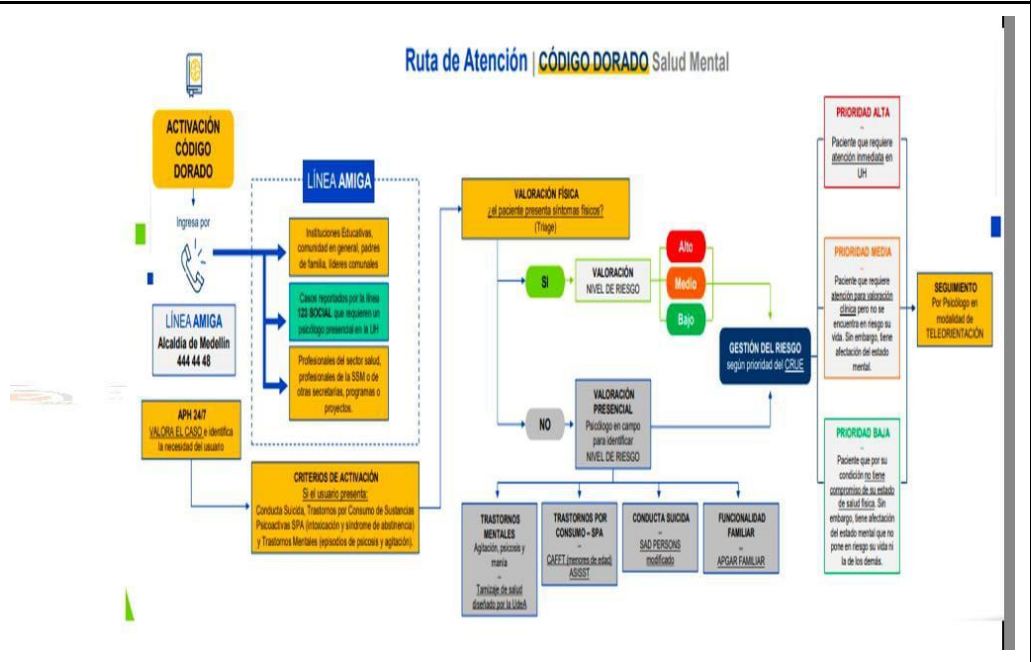 Ruta de Atención | CÓDIGO DORADO Salud Mental
ACTIVACIÓN
CÓDIGO
DORADO
Ingresa por
LÍNEA AMIGA
Alcaldía de Medellín
444 44 48
APH 24/7
VALORA EL CASO e identifica
la necesidad del usuario
LÍNEA AMIGA
Instituciones Educativas,
comunidad en general, padres
de familia, líderes comunales
Casos reportados por la línea
123 SOCIAL que requieren un
psicólogo presencial en la UH
Profesionales del sector salud,
profesionales de la SSM o de
otras secretarías, programas o
proyectos.
CRITERIOS DE ACTIVACIÓN
Si el usuario presenta:
Conducta Suicida, Trastornos por Consumo de Sustancias
Psicoactivas SPA (intoxicación y síndrome de abstinencia)
y Trastornos Mentales (episodios de psicosis y agitación).
VALORACIÓN FÍSICA
¿el paciente presenta síntomas físicos?
(Triage)
SI
VALORACIÓN
NIVEL DE RIESGO
Alto
Medio
Bajo
NO
VALORACIÓN
PRESENCIAL
Psicólogo en campo
para identificar
NIVEL DE RIESGO
TRASTORNOS
MENTALES
Agitación, psicosis y
manía
–
Tamizaje de salud
diseñado por la UdeA
TRASTORNOS POR
CONSUMO – SPA
–
CAFFT (menores de edad)
ASISST
CONDUCTA SUICIDA
–
SAD PERSONS
modificado
FUNCIONALIDAD
FAMILIAR
–
APGAR FAMILIAR
GESTIÓN DEL RIESGO
según prioridad del CRUE
PRIORIDAD ALTA
–
Paciente que requiere
atención inmediata en
UH
PRIORIDAD MEDIA
–
Paciente que requiere
atención para valoración
clínica pero no se
encuentra en riesgo su
vida. Sin embargo, tiene
afectación del estado
mental.
PRIORIDAD BAJA
–
Paciente que por su
condición no tiene
compromiso de su estado
de salud física. Sin
embargo, tiene afectación
del estado mental que no
pone en riesgo su vida ni
la de los demás.
SEGUIMIENTO
Por Psicólogo en
modalidad de
TELEORIENTACIÓN